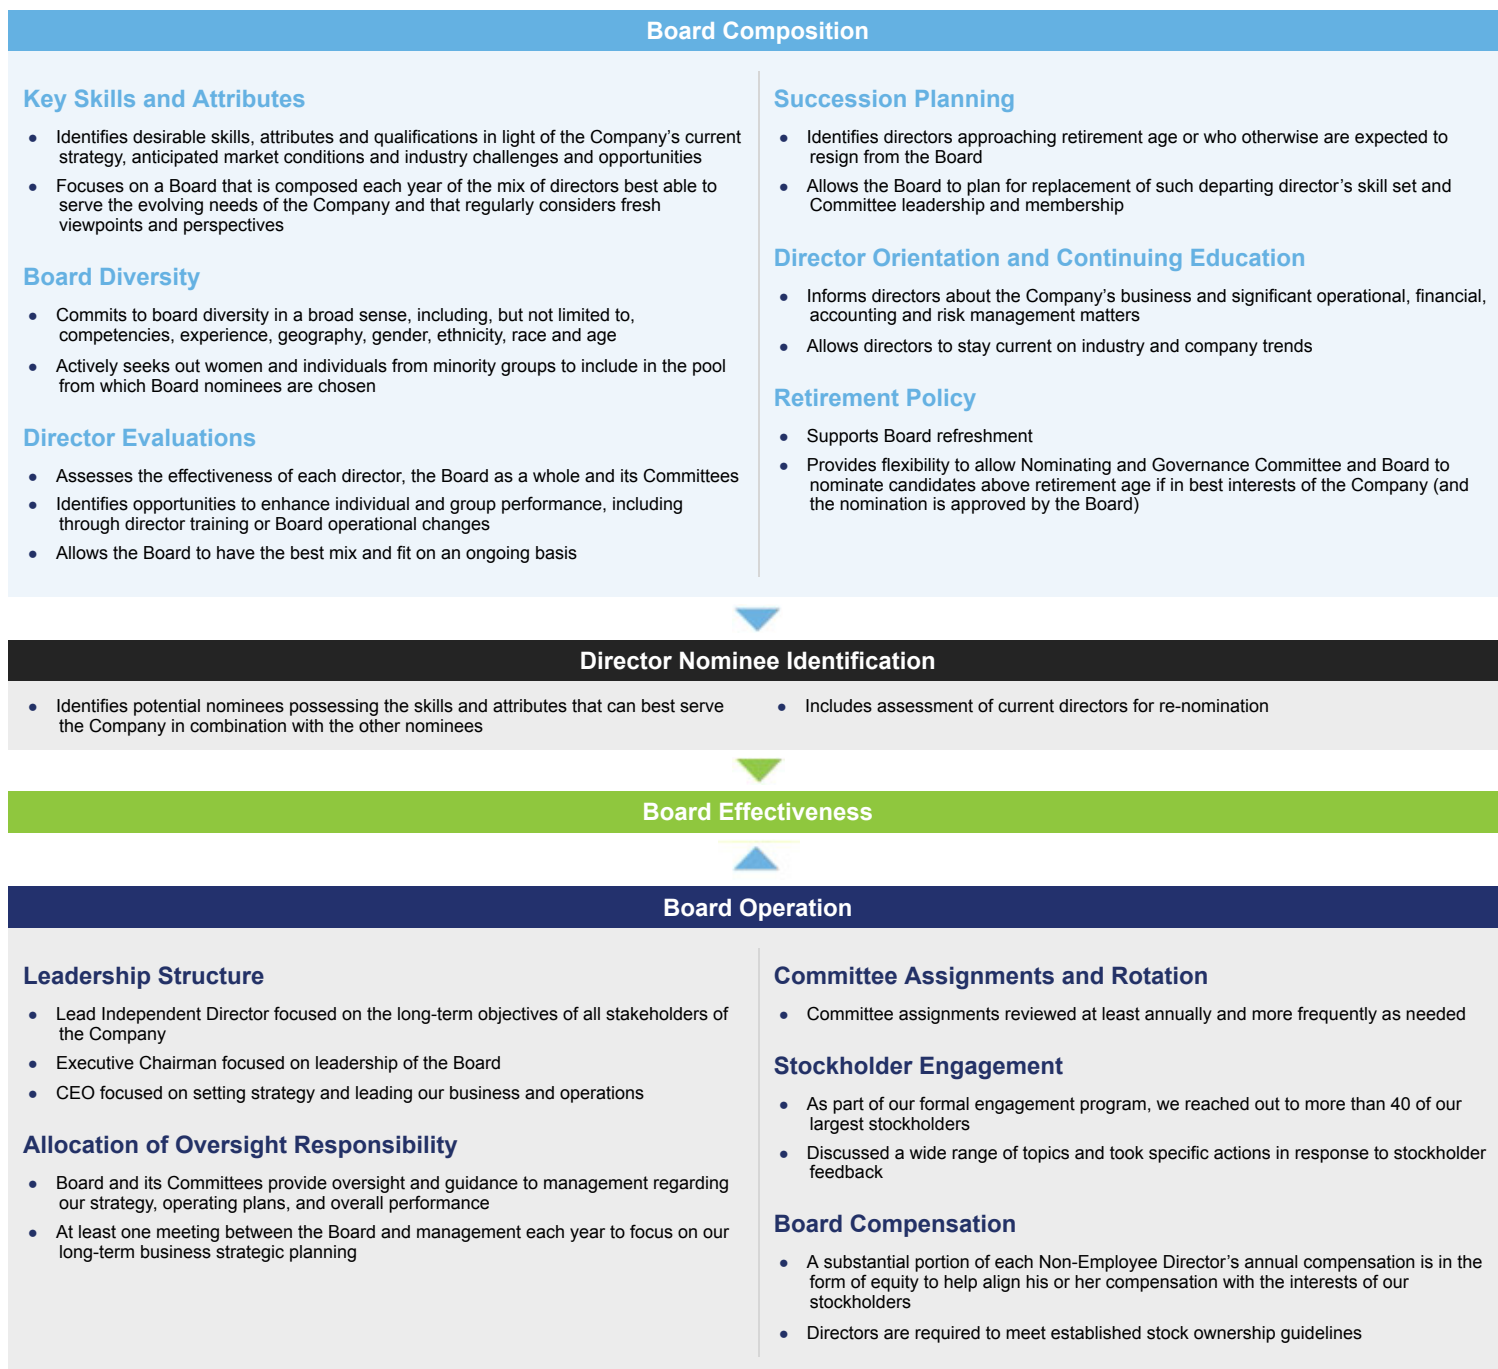 Board Composition
Key Skills and Attributes
● Identifies desirable skills, attributes and qualifications in light of the Company’s current
strategy, anticipated market conditions and industry challenges and opportunities
● Focuses on a Board that is composed each year of the mix of directors best able to
serve the evolving needs of the Company and that regularly considers fresh
viewpoints and perspectives
Board Diversity
● Commits to board diversity in a broad sense, including, but not limited to,
competencies, experience, geography, gender, ethnicity, race and age
● Actively seeks out women and individuals from minority groups to include in the pool
from which Board nominees are chosen
Director Evaluations
● Assesses the effectiveness of each director, the Board as a whole and its Committees
● Identifies opportunities to enhance individual and group performance, including
through director training or Board operational changes
● Allows the Board to have the best mix and fit on an ongoing basis
Succession Planning
● Identifies directors approaching retirement age or who otherwise are expected to
resign from the Board
● Allows the Board to plan for replacement of such departing director’s skill set and
Committee leadership and membership
Director Orientation and Continuing Education
● Informs directors about the Company’s business and significant operational, financial,
accounting and risk management matters
● Allows directors to stay current on industry and company trends
Retirement Policy
● Supports Board refreshment
● Provides flexibility to allow Nominating and Governance Committee and Board to
nominate candidates above retirement age if in best interests of the Company (and
the nomination is approved by the Board)
Director Nominee Identification
● Identifies potential nominees possessing the skills and attributes that can best serve
the Company in combination with the other nominees
● Includes assessment of current directors for re-nomination
Board Effectiveness
Board Operation
Leadership Structure
● Lead Independent Director focused on the long-term objectives of all stakeholders of
the Company
● Executive Chairman focused on leadership of the Board
● CEO focused on setting strategy and leading our business and operations
Allocation of Oversight Responsibility
● Board and its Committees provide oversight and guidance to management regarding
our strategy, operating plans, and overall performance
● At least one meeting between the Board and management each year to focus on our
long-term business strategic planning
Committee Assignments and Rotation
● Committee assignments reviewed at least annually and more frequently as needed
Stockholder Engagement
● As part of our formal engagement program, we reached out to more than 40 of our
largest stockholders
● Discussed a wide range of topics and took specific actions in response to stockholder
feedback
Board Compensation
● A substantial portion of each Non-Employee Director’s annual compensation is in the
form of equity to help align his or her compensation with the interests of our
stockholders
● Directors are required to meet established stock ownership guidelines